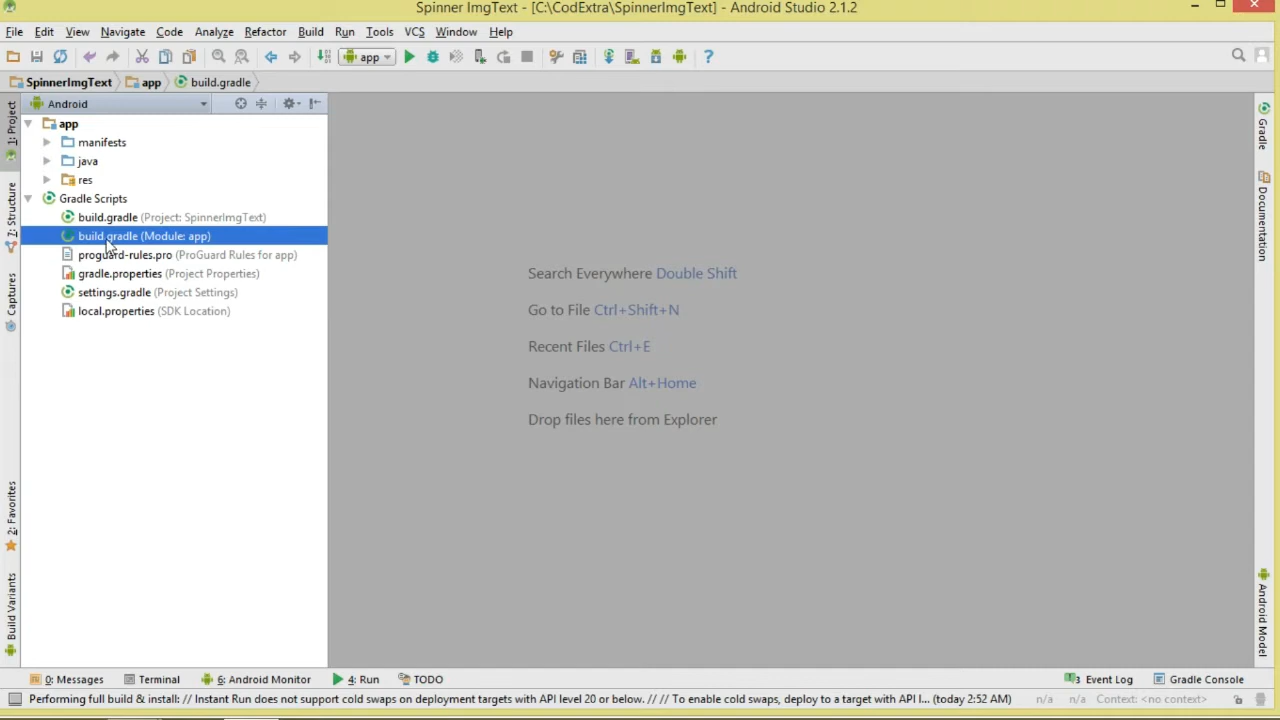 Spinner ImgText - [C:\CodExtra\SpinnerImgText] - Android Studio 2.1.2
File Edit View Navigate Code Analyze Refactor Build Run Tools VCS Window Help
app
SpinnerImgText app build.gradle
1: Project
Android
app
manifests
java
res
Gradle Scripts
build.gradle (Project: SpinnerImgText)
build.gradle (Module: app)
proguard-rules.pro (ProGuard Rules for app)
gradle.properties (Project Properties)
settings.gradle (Project Settings)
local.properties (SDK Location)
Z: Structure
Captures
2: Favorites
Build Variants
Search Everywhere Double Shift
Go to File Ctrl+Shift+N
Recent Files Ctrl+E
Navigation Bar Alt+Home
Drop files here from Explorer
Gradle
Documentation
Android Model
0: Messages Terminal 6: Android Monitor 4: Run TODO 3 Event Log Gradle Console
Performing full build & install: // Instant Run does not support cold swaps on deployment targets with API level 20 or below. // // To enable cold swaps, deploy to a target with API l... (today 2:52 AM) n/a n/a Context: <no context>